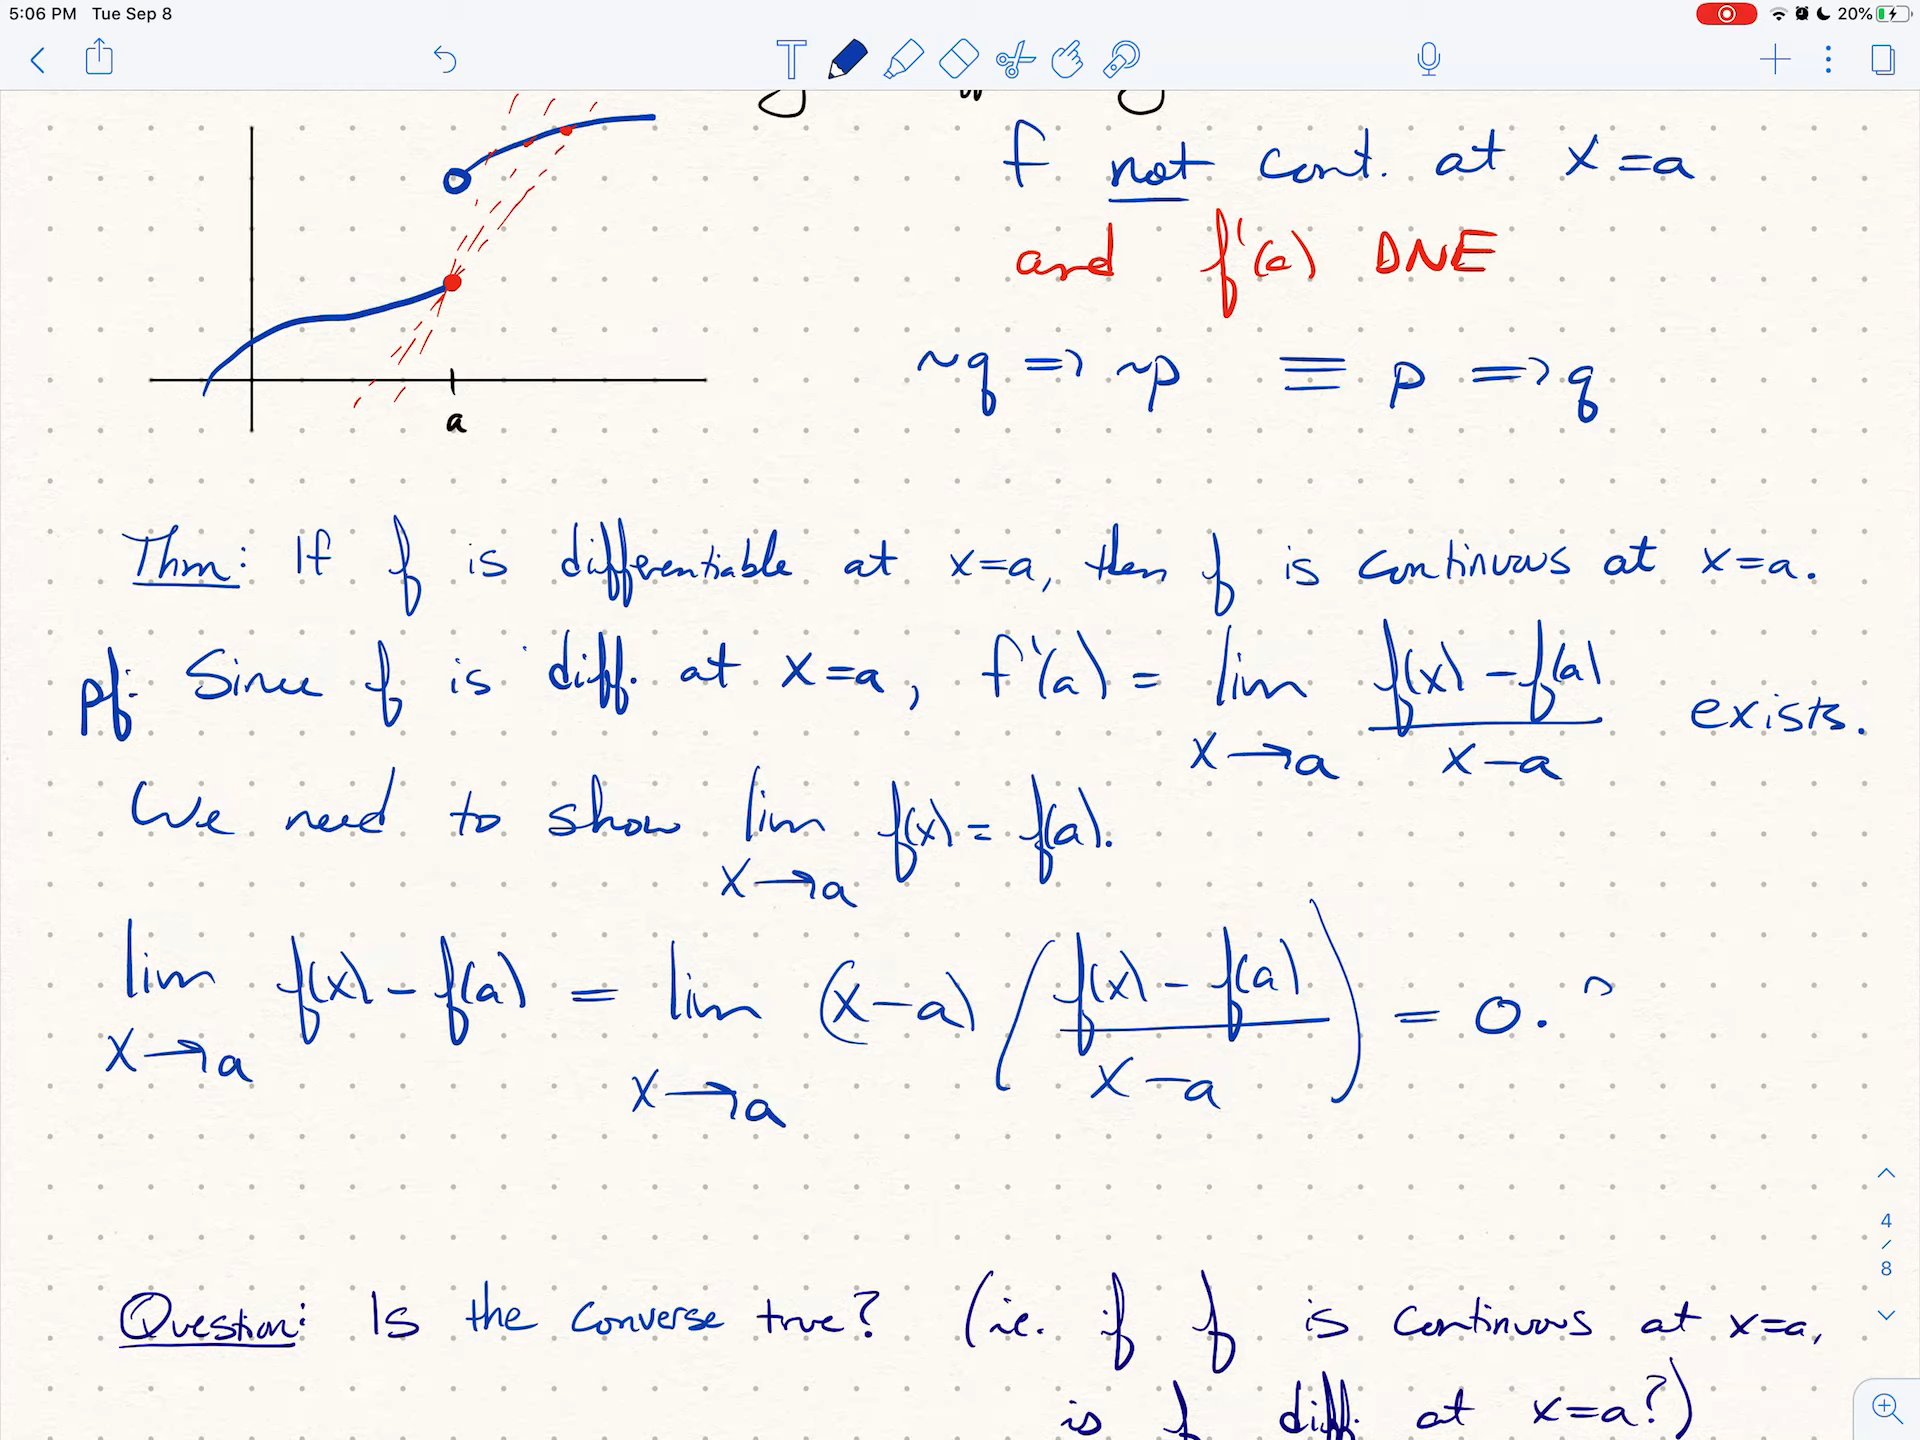 5:06 PM Tue Sep 8
20%
f not cont. at x=a
and f'(a) DNE
~q => ~p ≡ p => q
a
Thm: If f is differentiable at x=a, then f is continuous at x=a.
pf: Since f is diff. at x=a, f'(a) = lim x→a (f(x) - f(a))/(x-a) exists.
We need to show lim x→a f(x) = f(a).
lim x→a f(x) - f(a) = lim x→a (x-a) ((f(x) - f(a))/(x-a)) = 0.
4
/
8
Question: Is the converse true? (ie. if f is continuous at x=a,
is f diff. at x=a?)